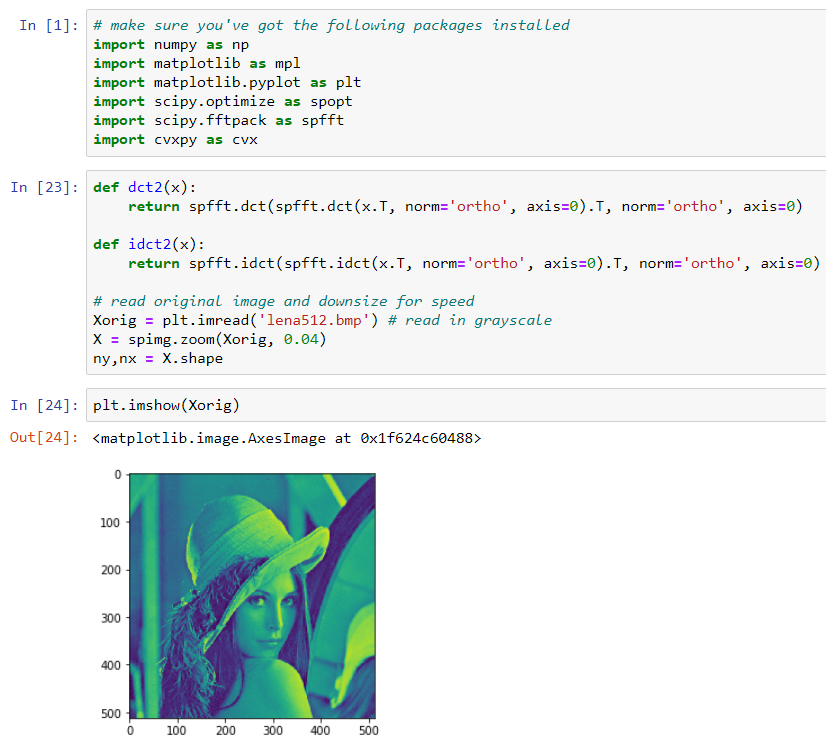 In [1]: # make sure you've got the following packages installed
import numpy as np
import matplotlib as mpl
import matplotlib.pyplot as plt
import scipy.optimize as spopt
import scipy.fftpack as spfft
import cvxpy as cvx
In [23]: def dct2(x):
    return spfft.dct(spfft.dct(x.T, norm='ortho', axis=0).T, norm='ortho', axis=0)
def idct2(x):
    return spfft.idct(spfft.idct(x.T, norm='ortho', axis=0).T, norm='ortho', axis=0)
# read original image and downsize for speed
Xorig = plt.imread('lena512.bmp') # read in grayscale
X = spimg.zoom(Xorig, 0.04)
ny,nx = X.shape
In [24]: plt.imshow(Xorig)
Out[24]: <matplotlib.image.AxesImage at 0x1f624c60488>
0
100
200
300
400
500
0 100 200 300 400 500